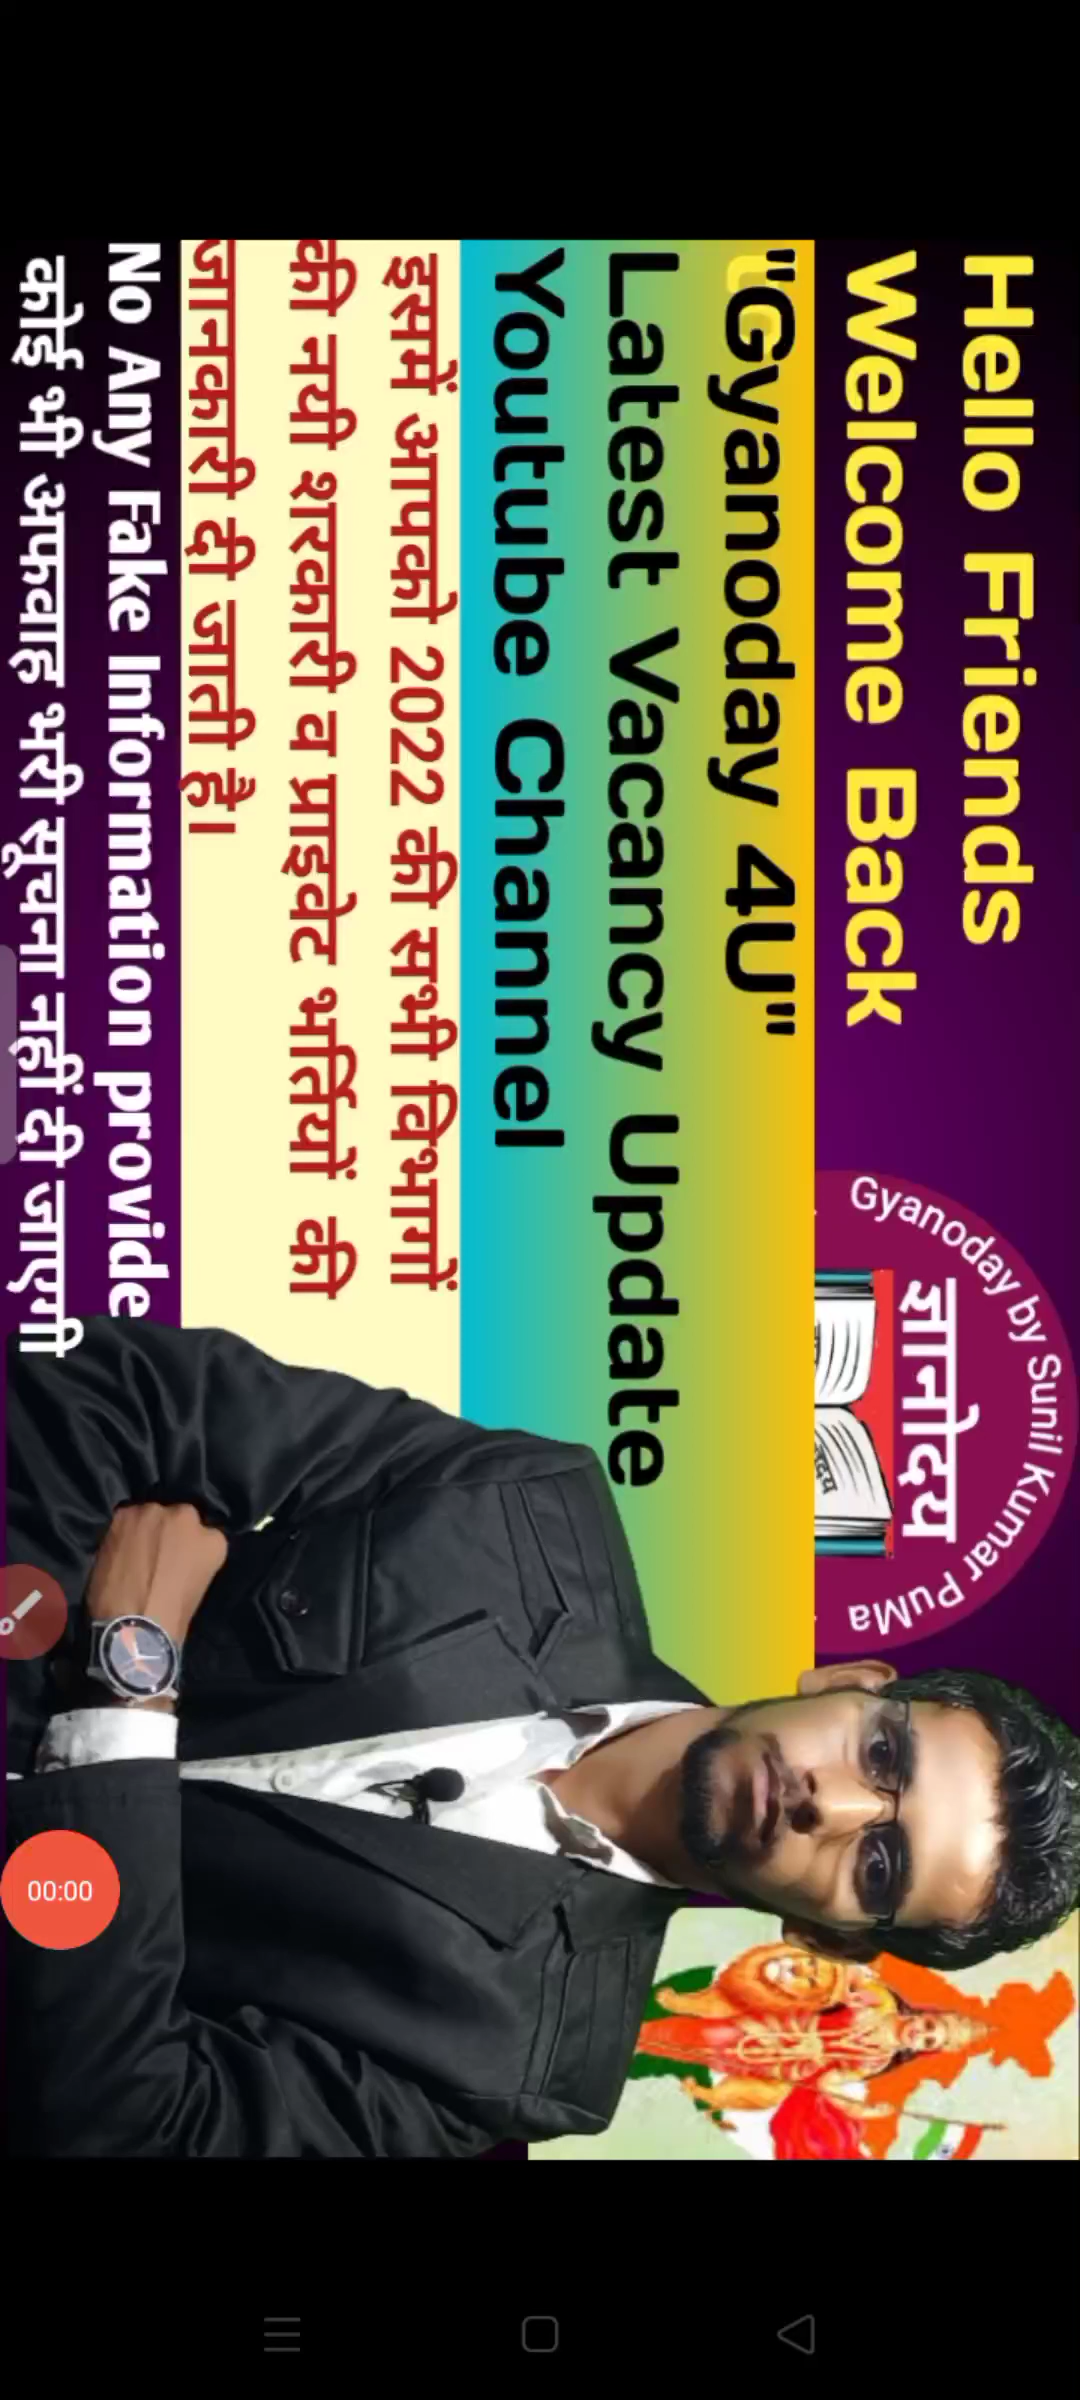 Hello Friends
Welcome Back
Gyanoday by Sunil Kumar PuMa
ज्ञानोदय
"Gyanoday 4U"
Latest Vacancy Update
Youtube Channel
इसमें आपको 2022 की सभी विभागों
की नयी शरकारी व प्राइवेट भर्तियों की
जानकारी दी जाती है।
No Any Fake Information provide
कोई भी अफवाह भरी सूचना नहीं दी जाएगी
00:00